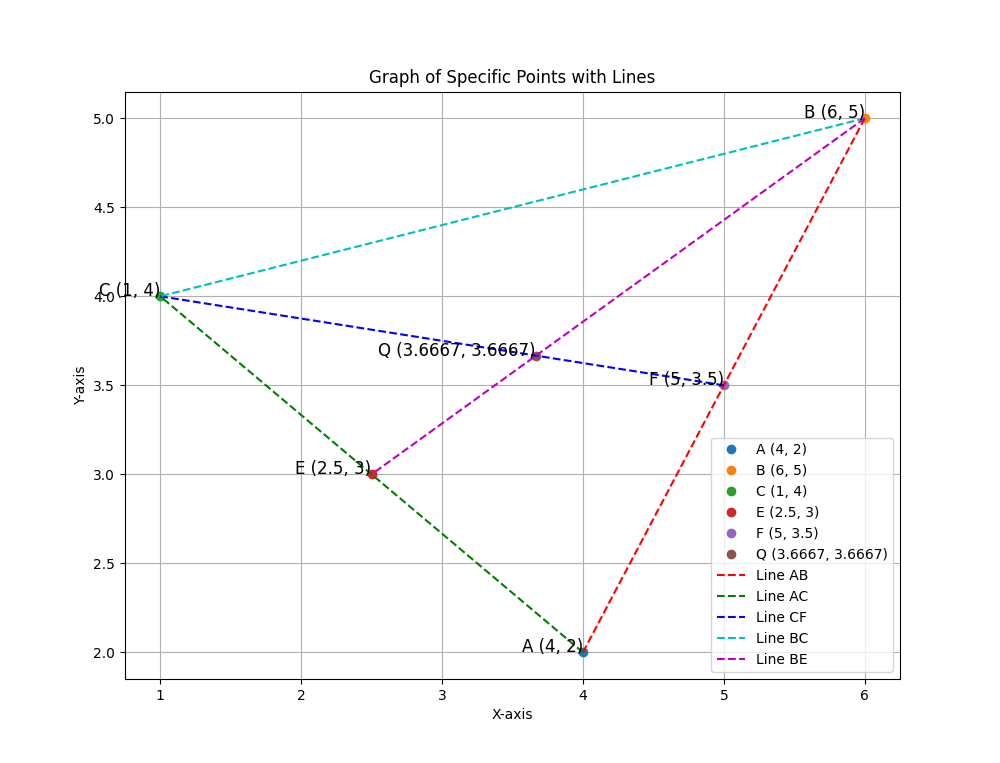 Graph of Specific Points with Lines
B (6, 5)
5.0
4.5
C (1, 4)
4.0
Q (3.6667, 3.6667)
F (5, 3.5)
3.5
E (2.5, 3)
3.0
2.5
A (4, 2)
2.0
Y-axis
A (4, 2)
B (6, 5)
C (1, 4)
E (2.5, 3)
F (5, 3.5)
Q (3.6667, 3.6667)
Line AB
Line AC
Line CF
Line BC
Line BE
1 2 3 4 5 6
X-axis